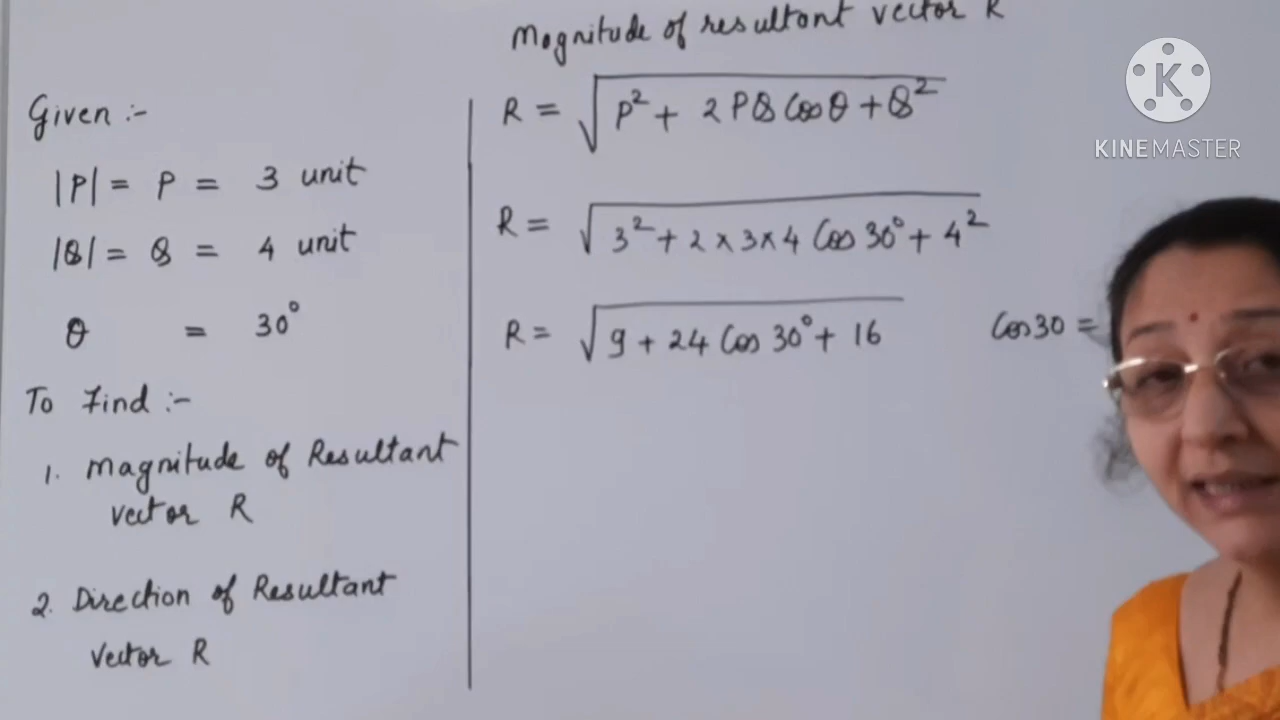 Magnitude of resultant vector R
Given :-
|P| = P = 3 unit
|Q| = Q = 4 unit
θ = 30°
To Find :-
1. Magnitude of Resultant
vector R
2. Direction of Resultant
Vector R
R = √P² + 2PQ Cos θ + Q²
R = √3² + 2 × 3 × 4 Cos 30° + 4²
R = √9 + 24 Cos 30° + 16
Cos 30 =
K
KINEMASTER